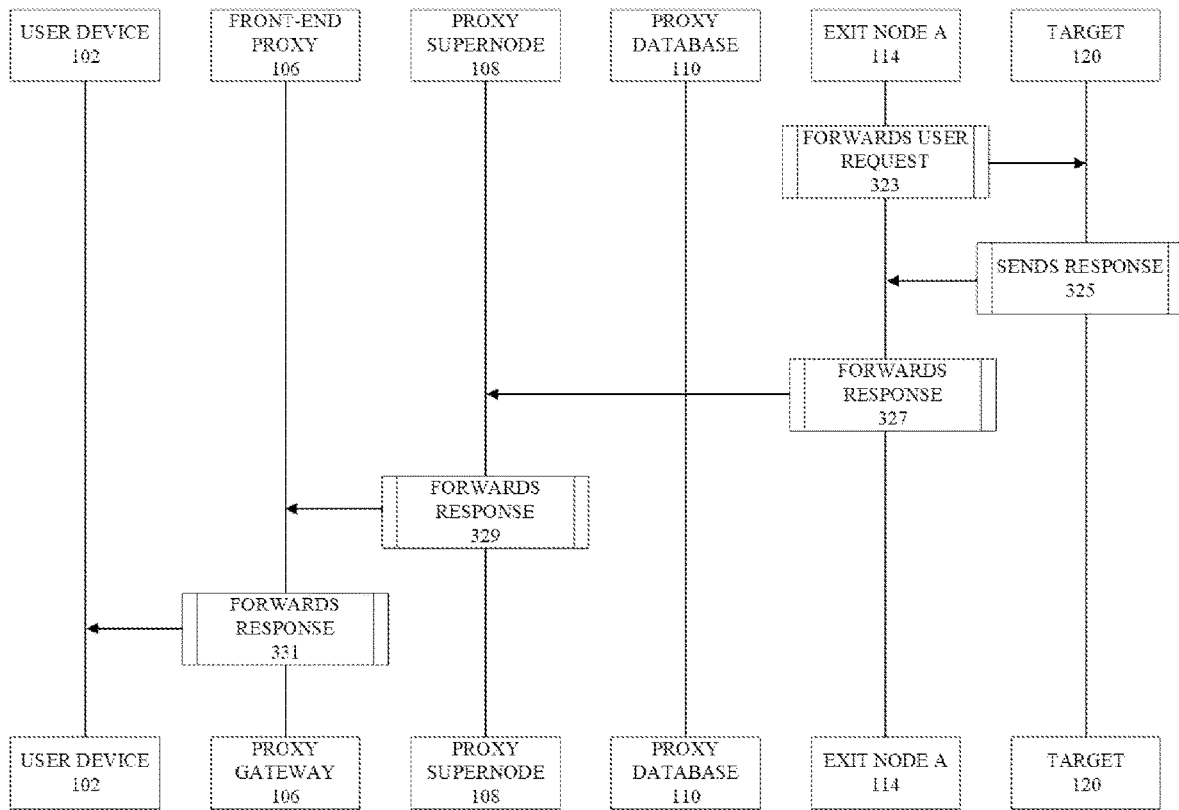 USER DEVICE
102
FRONT-END
PROXY
106
PROXY
SUPERNODE
108
PROXY
DATABASE
110
EXIT NODE A
114
TARGET
120
FORWARDS USER
REQUEST
323
SENDS RESPONSE
325
FORWARDS
RESPONSE
327
FORWARDS
RESPONSE
329
FORWARDS
RESPONSE
331
USER DEVICE
102
PROXY
GATEWAY
106
PROXY
SUPERNODE
108
PROXY
DATABASE
110
EXIT NODE A
114
TARGET
120